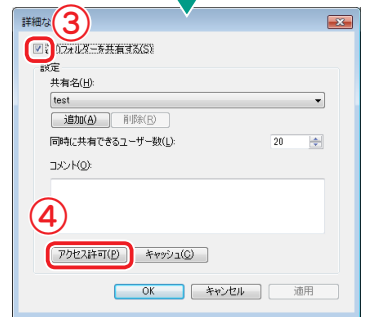 詳細な
③
のフォルダーを共有する(S)
設定
共有名(H):
test
追加(A) 削除(R)
同時に共有できるユーザー数(L): 20
コメント(O):
④
アクセス許可(P) キャッシュ(C)
OK キャンセル 適用